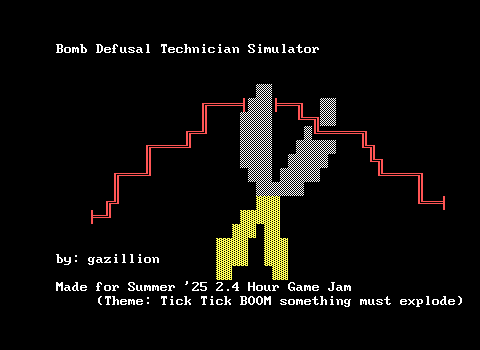 Bomb Defusal Technician Simulator
by: gazillion
Made for Summer '25 2.4 Hour Game Jam
(Theme: Tick Tick BOOM something must explode)